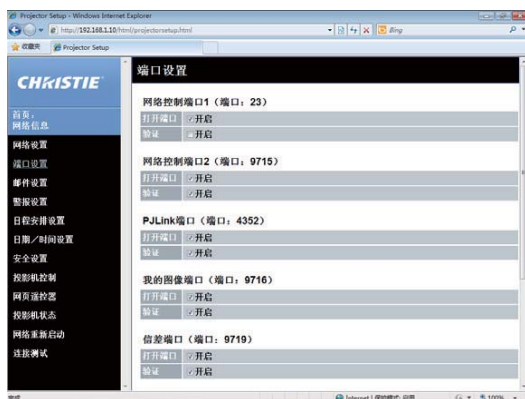 Projector Setup - Windows Internet Explorer
http://192.168.1.10/html/projectorsetup.html
Bing
收藏夹
Projector Setup
CHRISTIE
首页:
网络信息
网络设置
端口设置
邮件设置
警报设置
日程安排设置
日期／时间设置
安全设置
投影机控制
网页遥控器
投影机状态
网络重新启动
连接测试
端口设置
网络控制端口1（端口：23）
打开端口 开启
验证 开启
网络控制端口2（端口：9715）
打开端口 开启
验证 开启
PJLink端口（端口：4352）
打开端口 开启
验证 开启
我的图像端口（端口：9716）
打开端口 开启
验证 开启
信差端口（端口：9719）
打开端口 开启
验证 开启
完成
Internet | 保护模式: 启用
100%